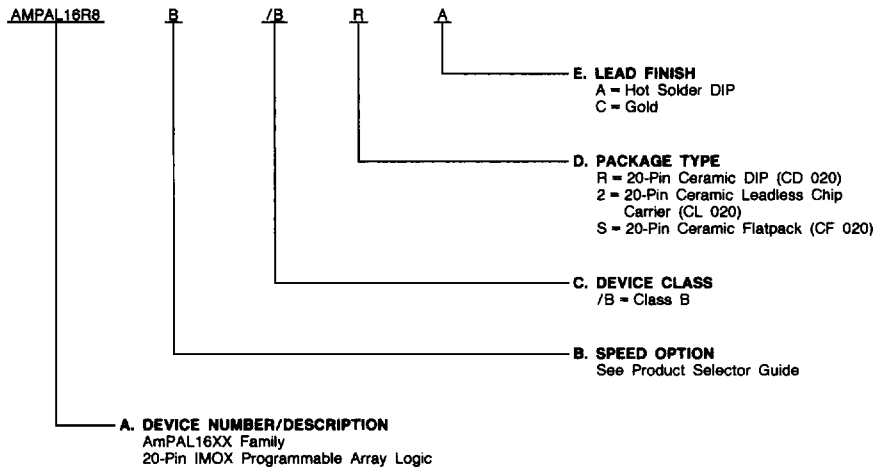 AMPAL16R8 B /B R A
E. LEAD FINISH
A = Hot Solder DIP
C = Gold
D. PACKAGE TYPE
R = 20-Pin Ceramic DIP (CD 020)
2 = 20-Pin Ceramic Leadless Chip
Carrier (CL 020)
S = 20-Pin Ceramic Flatpack (CF 020)
C. DEVICE CLASS
/B = Class B
B. SPEED OPTION
See Product Selector Guide
A. DEVICE NUMBER/DESCRIPTION
AmPAL16XX Family
20-Pin IMOX Programmable Array Logic